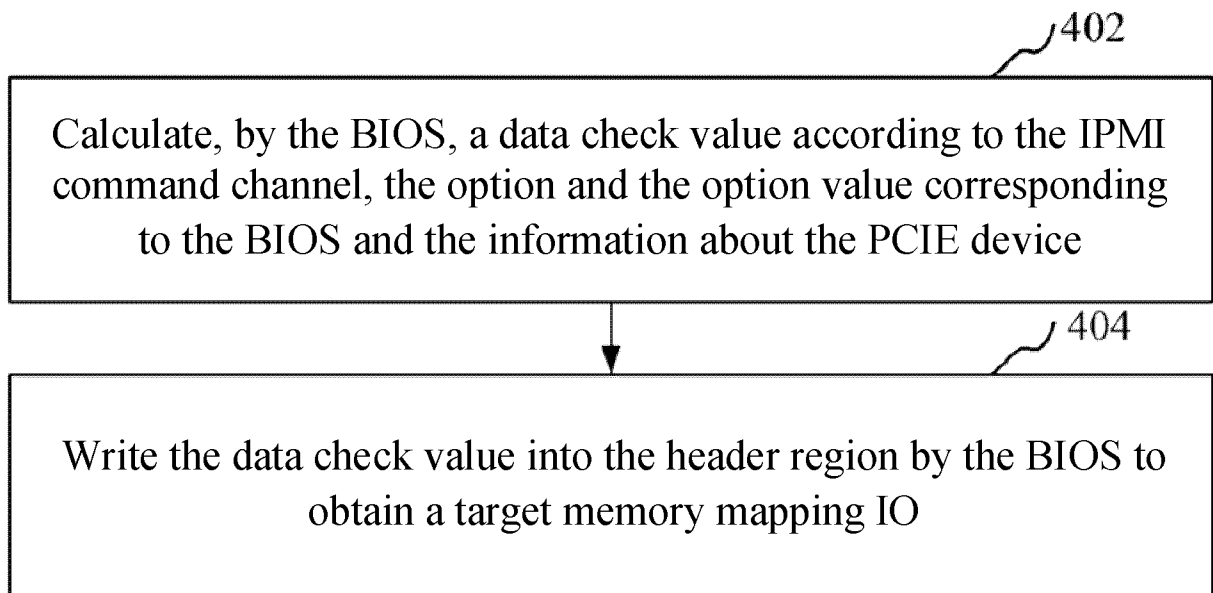 402
Calculate, by the BIOS, a data check value according to the IPMI
command channel, the option and the option value corresponding
to the BIOS and the information about the PCIE device
404
Write the data check value into the header region by the BIOS to
obtain a target memory mapping IO